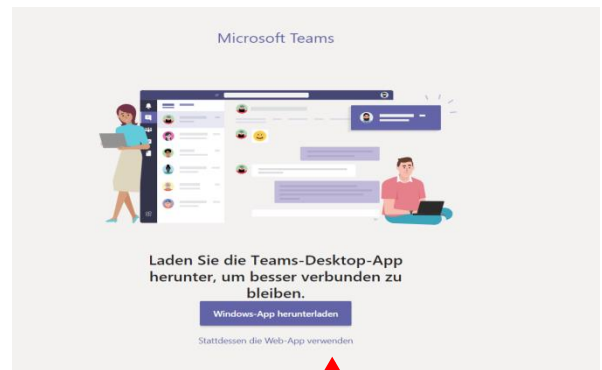 Microsoft Teams
Laden Sie die Teams-Desktop-App
herunter, um besser verbunden zu
bleiben.
Windows-App herunterladen
Stattdessen die Web-App verwenden